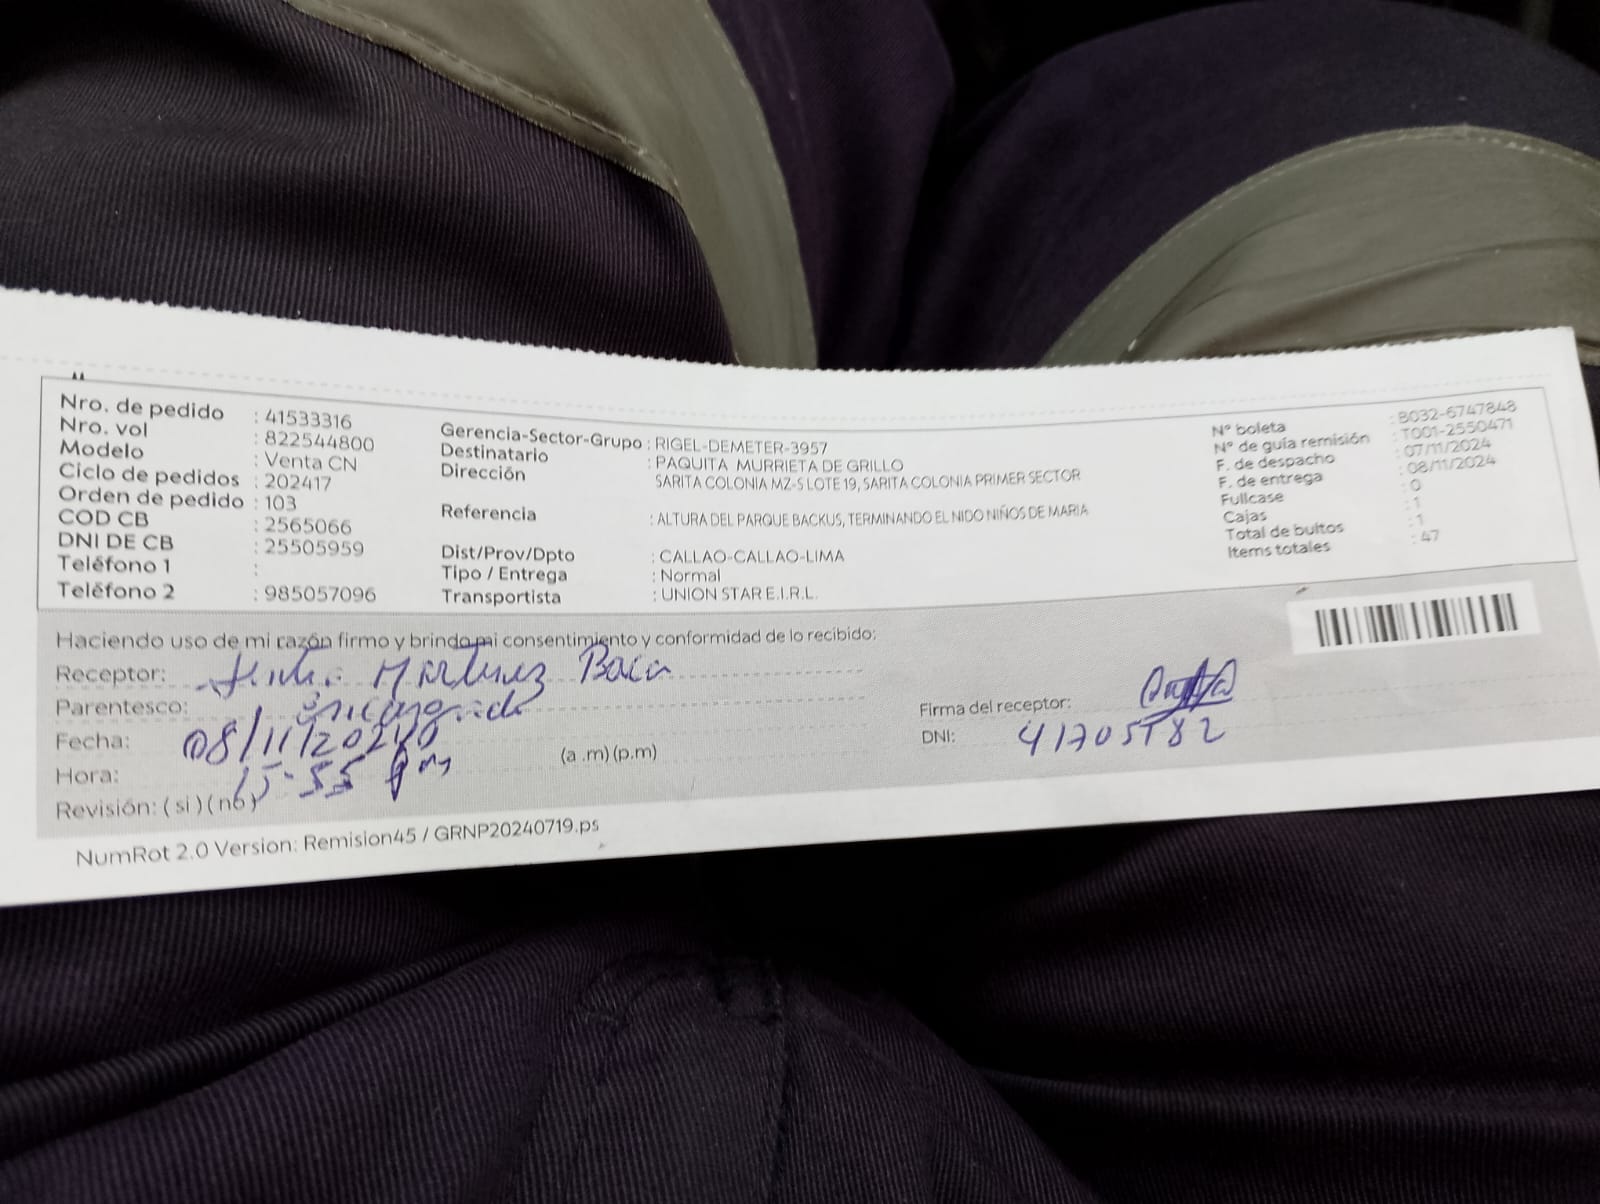 Nro. de pedido : 41533316
Nro. vol : 822544800
Modelo : Venta CN
Ciclo de pedidos : 202417
Orden de pedido : 103
COD CB : 2565066
DNI DE CB : 25505959
Teléfono 1 :
Teléfono 2 : 985057096
Gerencia-Sector-Grupo : RIGEL-DEMETER-3957
Destinatario : PAQUITA MURRIETA DE GRILLO
Dirección SARITA COLONIA MZ-S LOTE 19, SARITA COLONIA PRIMER SECTOR
Referencia : ALTURA DEL PARQUE BACKUS, TERMINANDO EL NIDO NIÑOS DE MARIA
Dist/Prov/Dpto : CALLAO-CALLAO-LIMA
Tipo / Entrega : Normal
Transportista : UNION STAR E.I.R.L.
N° boleta : B032-6747848
N° de guía remisión : T001-2550471
F. de despacho : 07/11/2024
F. de entrega : 08/11/2024
Fullcase : 0
Cajas : 1
Total de bultos : 1
Items totales : 47
Haciendo uso de mi razón firmo y brindo mi consentimiento y conformidad de lo recibido:
Receptor: Martinez Baca
Parentesco:
Fecha: 08/11/2024
Hora: 15:55 pm (a .m) (p.m)
Revisión: ( si ) ( no )
Firma del receptor:
DNI:
NumRot 2.0 Version: Remision45 / GRNP20240719.ps